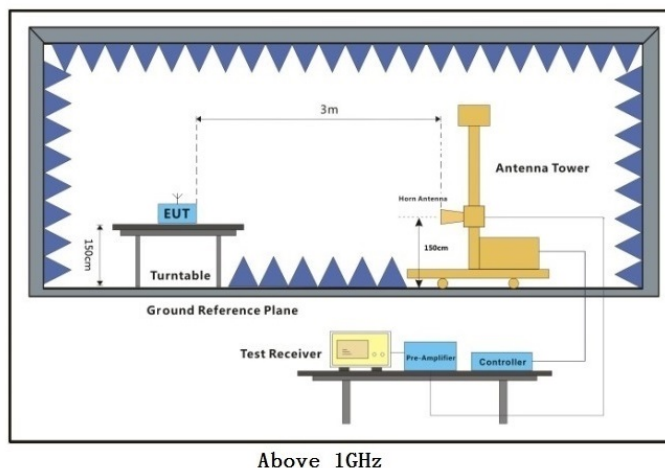 3m
Antenna Tower
Horn Antenna
EUT
150cm
150cm
Turntable
Ground Reference Plane
Test Receiver
Pre-Amplifier
Controller
Above 1GHz